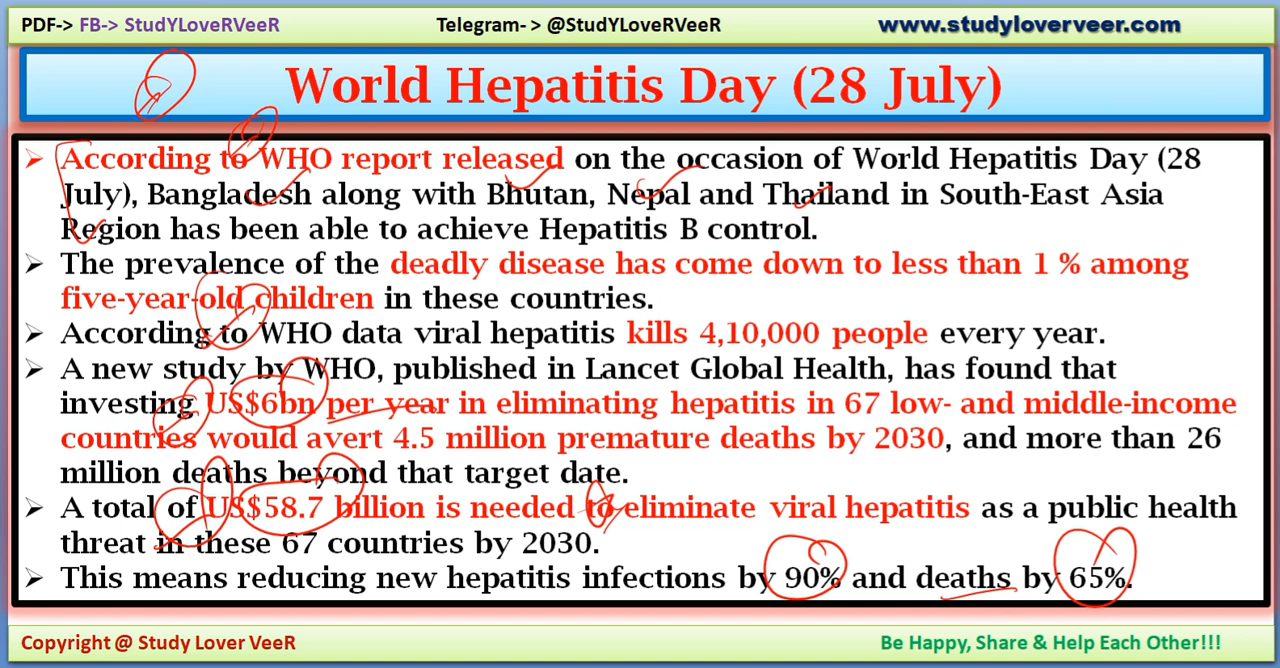 PDF-> FB-> StudYLoveRVeeR Telegram- > @StudYLoveRVeeR www.studyloverveer.com
World Hepatitis Day (28 July)
➤ According to WHO report released on the occasion of World Hepatitis Day (28
July), Bangladesh along with Bhutan, Nepal and Thailand in South-East Asia
Region has been able to achieve Hepatitis B control.
➤ The prevalence of the deadly disease has come down to less than 1 % among
five-year-old children in these countries.
➤ According to WHO data viral hepatitis kills 4,10,000 people every year.
➤ A new study by WHO, published in Lancet Global Health, has found that
investing US$6bn per year in eliminating hepatitis in 67 low- and middle-income
countries would avert 4.5 million premature deaths by 2030, and more than 26
million deaths beyond that target date.
➤ A total of US$58.7 billion is needed to eliminate viral hepatitis as a public health
threat in these 67 countries by 2030.
➤ This means reducing new hepatitis infections by 90% and deaths by 65%.
Copyright @ Study Lover VeeR Be Happy, Share & Help Each Other!!!